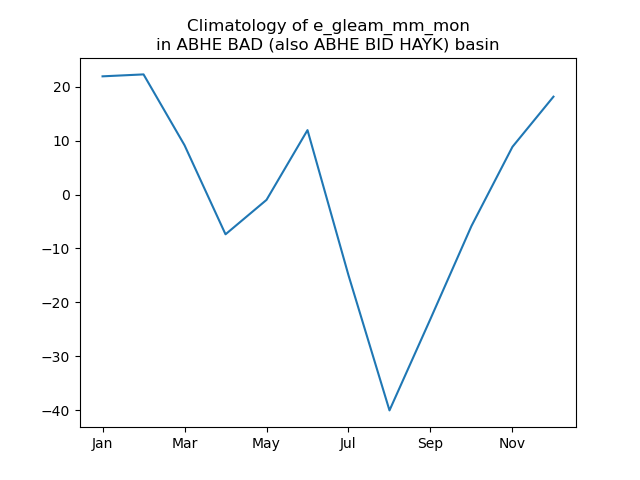 Climatology of e_gleam_mm_mon
in ABHE BAD (also ABHE BID HAYK) basin
20
10
0
−10
−20
−30
−40
Jan Mar May Jul Sep Nov